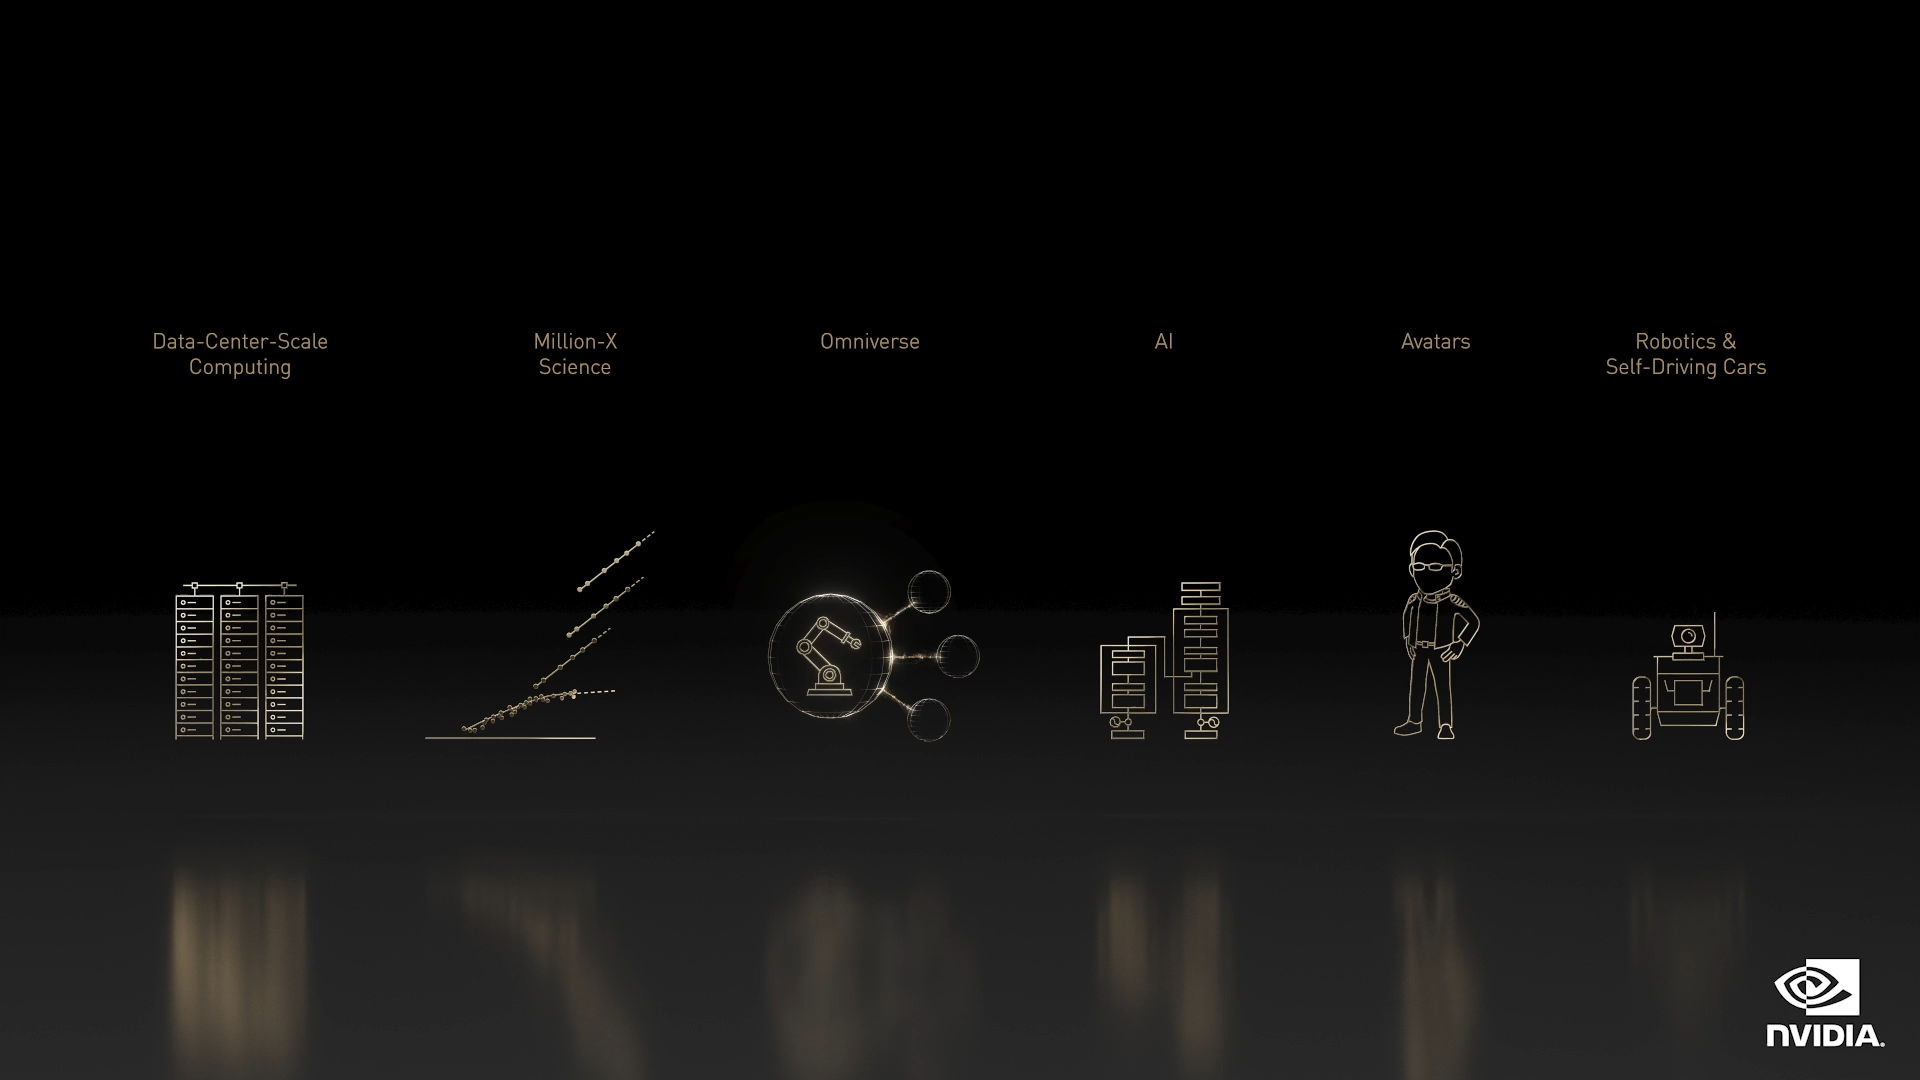 Data-Center-Scale
Computing
Million-X
Science
Omniverse
AI
Avatars
Robotics &
Self-Driving Cars
NVIDIA.